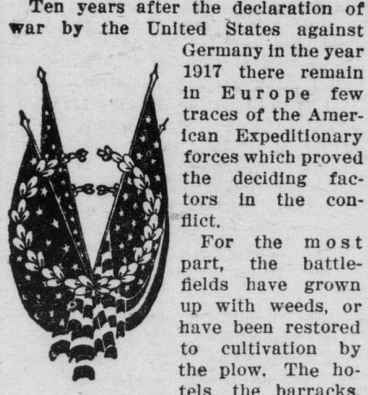 Ten years after the declaration of
war by the United States against
Germany in the year
1917 there remain
in Europe few
traces of the Amer-
ican Expeditionary
forces which proved
the deciding fac-
tors in the con-
flict.
For the most
part, the battle-
fields have grown
up with weeds, or
have been restored
to cultivation by
the plow. The ho-
tels, the barracks,